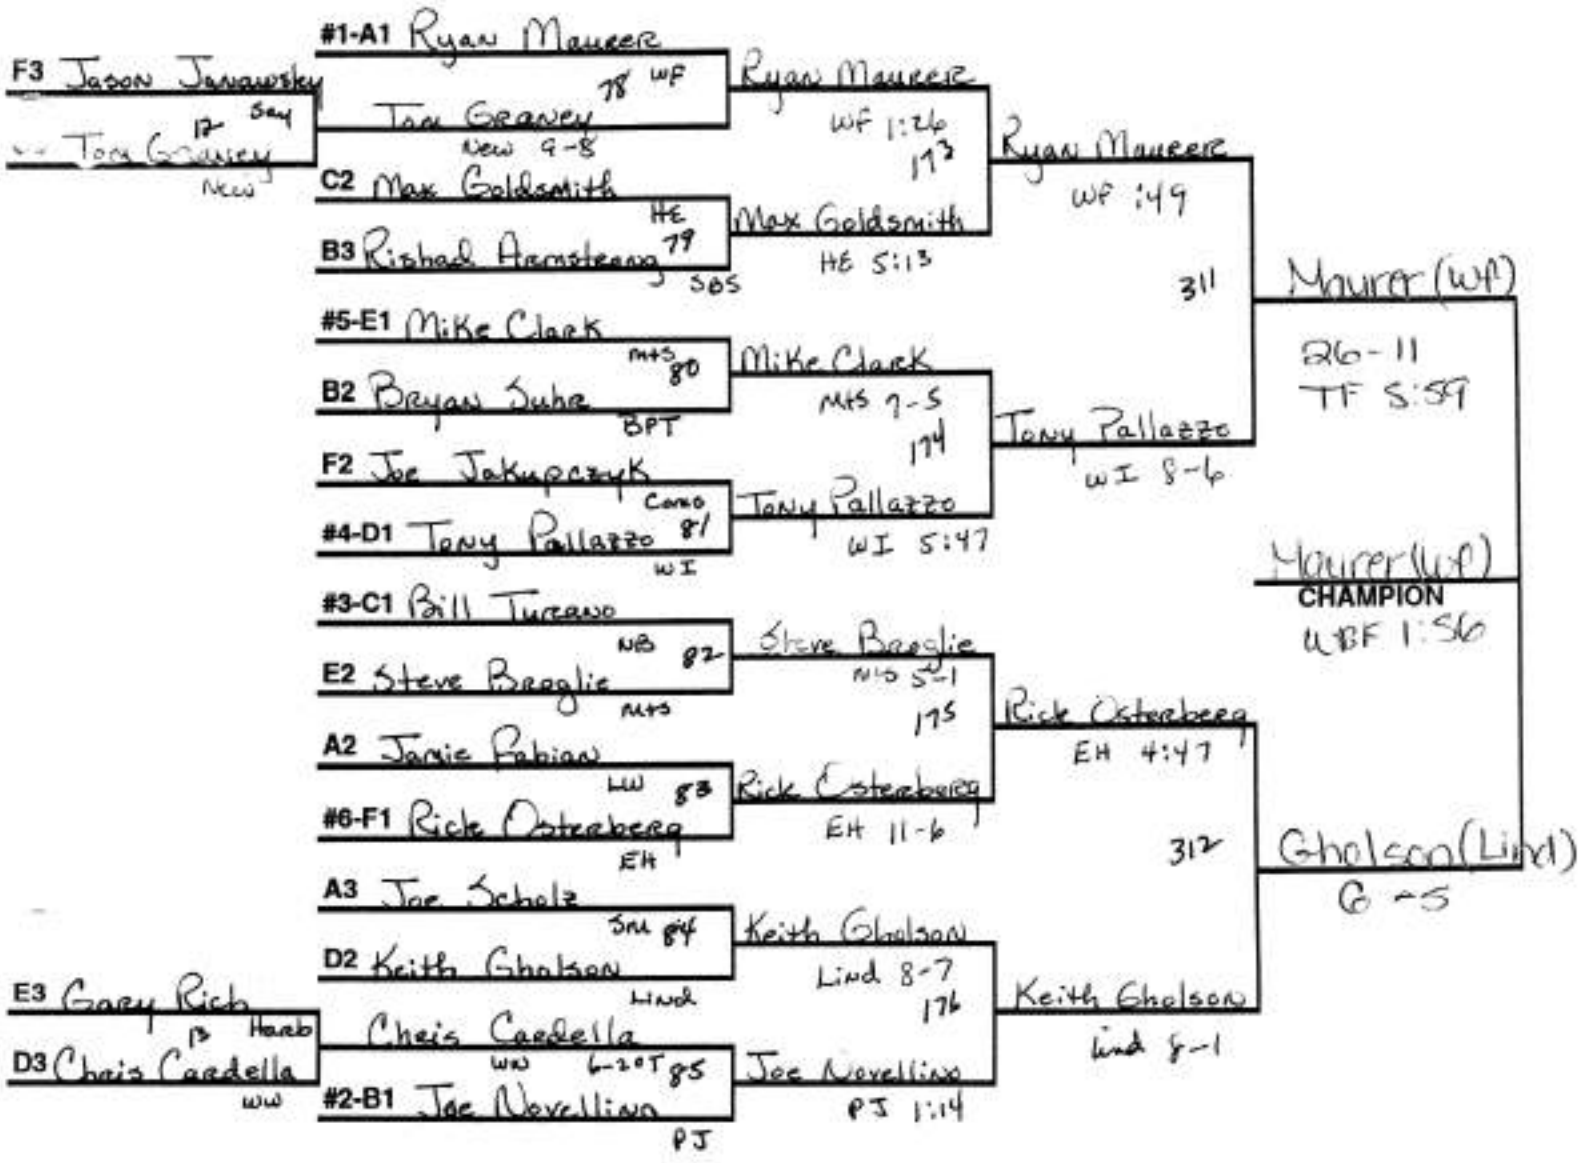 #1-A1 Ryan Maurer
WF
78
F3 Jason Janowsky
Say
12
Tom Graney
New
Tom Graney
New 9-8
C2 Max Goldsmith
HE
79
B3 Rishad Armstrong
SBS
#5-E1 Mike Clark
M+S
80
B2 Bryan Suhr
BPT
F2 Joe Jakupczyk
Como
81
#4-D1 Tony Pallazzo
WI
#3-C1 Bill Turcano
NB
82
E2 Steve Broglie
M+S
A2 Jamie Fabian
LW
83
#6-F1 Rick Osterberg
EH
A3 Joe Scholz
SM
84
D2 Keith Gholson
Lind
E3 Gary Rich
Harb
13
D3 Chris Cardella
WW
Chris Cardella
WW 6-2 OT
85
#2-B1 Joe Novellino
PJ
Ryan Maurer
WF 1:26
173
Max Goldsmith
HE 5:13
Mike Clark
M+S 7-5
174
Tony Pallazzo
WI 5:47
Steve Broglie
M+S 5-1
175
Rick Osterberg
EH 11-6
Keith Gholson
Lind 8-7
176
Joe Novellino
PJ 1:14
Ryan Maurer
WF :49
311
Tony Pallazzo
WI 8-6
Rick Osterberg
EH 4:47
312
Keith Gholson
Lind 8-1
Maurer (WF)
26-11
TF 5:59
Gholson (Lind)
6-5
Maurer (WF)
CHAMPION
WBF 1:56